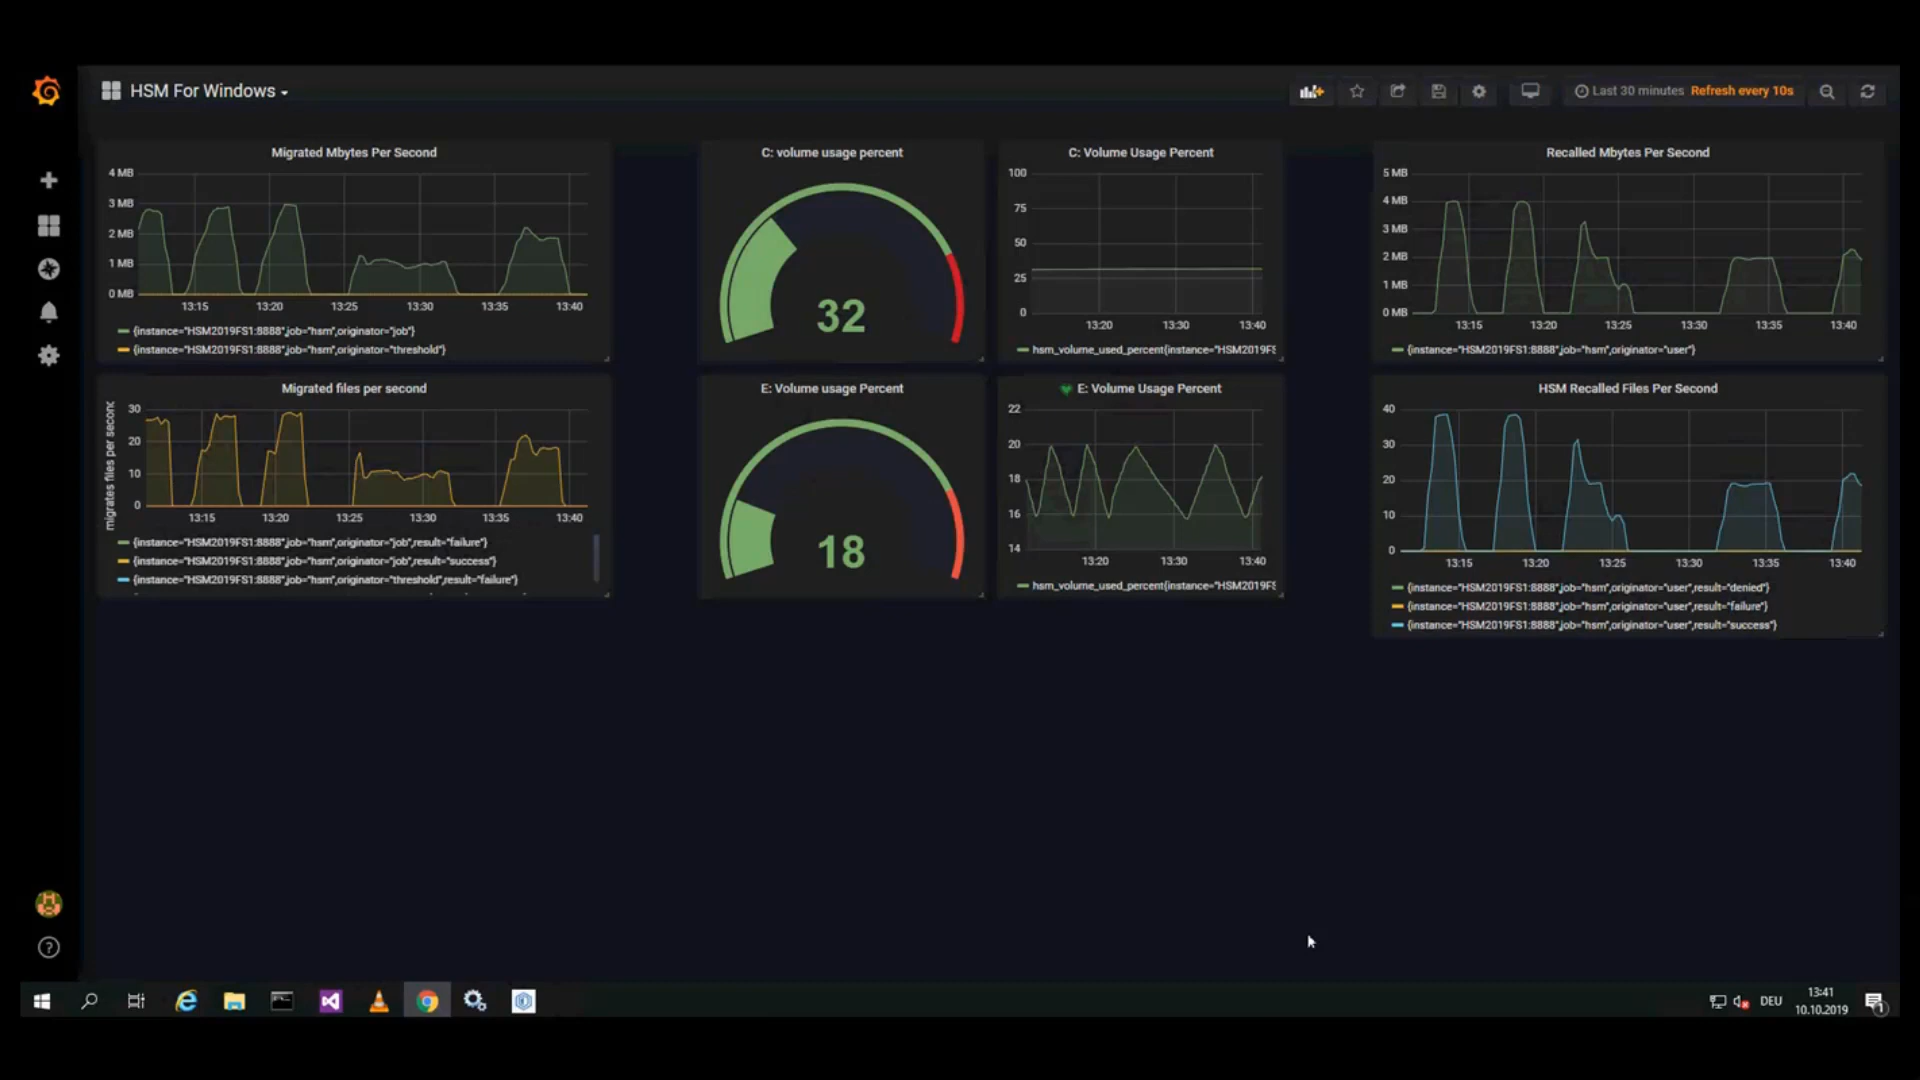 HSM For Windows
Last 30 minutes Refresh every 10s
Migrated Mbytes Per Second
4 MB
3 MB
2 MB
1 MB
0 MB
13:15 13:20 13:25 13:30 13:35 13:40
{instance="HSM2019FS1:8888",job="hsm",originator="job"}
{instance="HSM2019FS1:8888",job="hsm",originator="threshold"}
C: volume usage percent
32
C: Volume Usage Percent
100
75
50
25
0
13:20 13:30 13:40
hsm_volume_used_percent{instance="HSM2019FS
Recalled Mbytes Per Second
5 MB
4 MB
3 MB
2 MB
1 MB
0 MB
13:15 13:20 13:25 13:30 13:35 13:40
{instance="HSM2019FS1:8888",job="hsm",originator="user"}
Migrated files per second
migrates files per second
30
20
10
0
13:15 13:20 13:25 13:30 13:35 13:40
{instance="HSM2019FS1:8888",job="hsm",originator="job",result="failure"}
{instance="HSM2019FS1:8888",job="hsm",originator="job",result="success"}
{instance="HSM2019FS1:8888",job="hsm",originator="threshold",result="failure"}
E: Volume usage Percent
18
E: Volume Usage Percent
22
20
18
16
14
13:20 13:30 13:40
hsm_volume_used_percent{instance="HSM2019FS
HSM Recalled Files Per Second
40
30
20
10
0
13:15 13:20 13:25 13:30 13:35 13:40
{instance="HSM2019FS1:8888",job="hsm",originator="user",result="denied"}
{instance="HSM2019FS1:8888",job="hsm",originator="user",result="failure"}
{instance="HSM2019FS1:8888",job="hsm",originator="user",result="success"}
DEU
13:41
10.10.2019
1